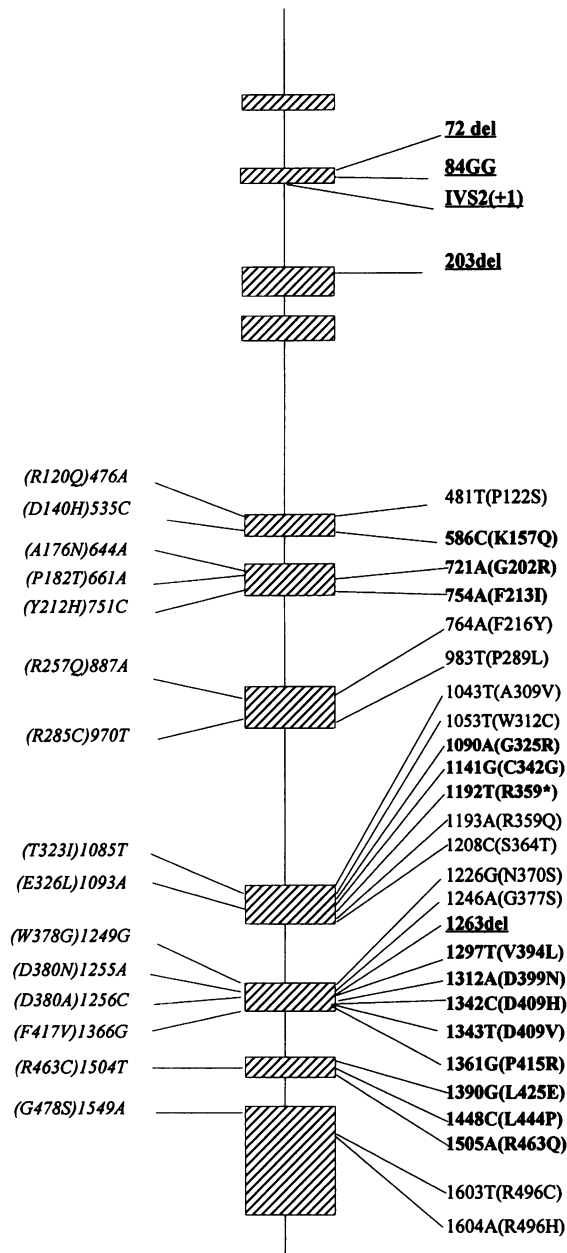 72 del
84GG
IVS2(+1)
203del
(R120Q)476A
(D140H)535C
(A176N)644A
(P182T)661A
(Y212H)751C
(R257Q)887A
(R285C)970T
(T323I)1085T
(E326L)1093A
(W378G)1249G
(D380N)1255A
(D380A)1256C
(F417V)1366G
(R463C)1504T
(G478S)1549A
481T(P122S)
586C(K157Q)
721A(G202R)
754A(F213I)
764A(F216Y)
983T(P289L)
1043T(A309V)
1053T(W312C)
1090A(G325R)
1141G(C342G)
1192T(R359*)
1193A(R359Q)
1208C(S364T)
1226G(N370S)
1246A(G377S)
1263del
1297T(V394L)
1312A(D399N)
1342C(D409H)
1343T(D409V)
1361G(P415R)
1390G(L425E)
1448C(L444P)
1505A(R463Q)
1603T(R496C)
1604A(R496H)